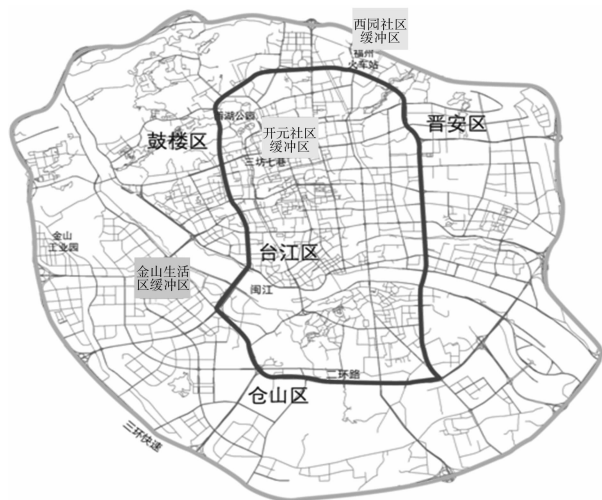 西园社区
缓冲区
福州
火车站
西湖公园
开元社区
缓冲区
晋安区
鼓楼区
三坊七巷
金山
工业园
台江区
金山生活
区缓冲区
闽江
二环路
仓山区
三环快速